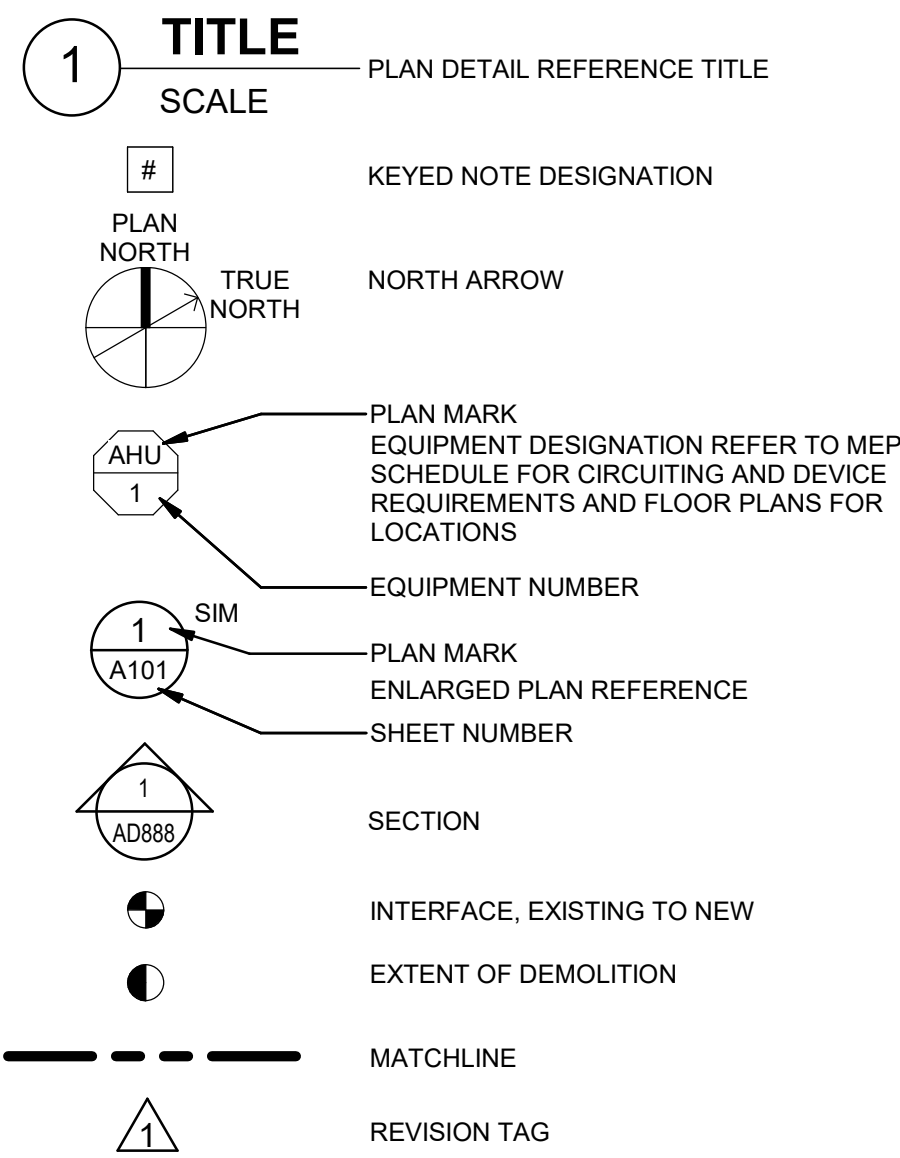 1
TITLE
SCALE
PLAN DETAIL REFERENCE TITLE
#
KEYED NOTE DESIGNATION
PLAN
NORTH
TRUE
NORTH
NORTH ARROW
AHU
1
PLAN MARK
EQUIPMENT DESIGNATION REFER TO MEP
SCHEDULE FOR CIRCUITING AND DEVICE
REQUIREMENTS AND FLOOR PLANS FOR
LOCATIONS
EQUIPMENT NUMBER
1
A101
SIM
PLAN MARK
ENLARGED PLAN REFERENCE
SHEET NUMBER
1
AD888
SECTION
INTERFACE, EXISTING TO NEW
EXTENT OF DEMOLITION
MATCHLINE
1
REVISION TAG